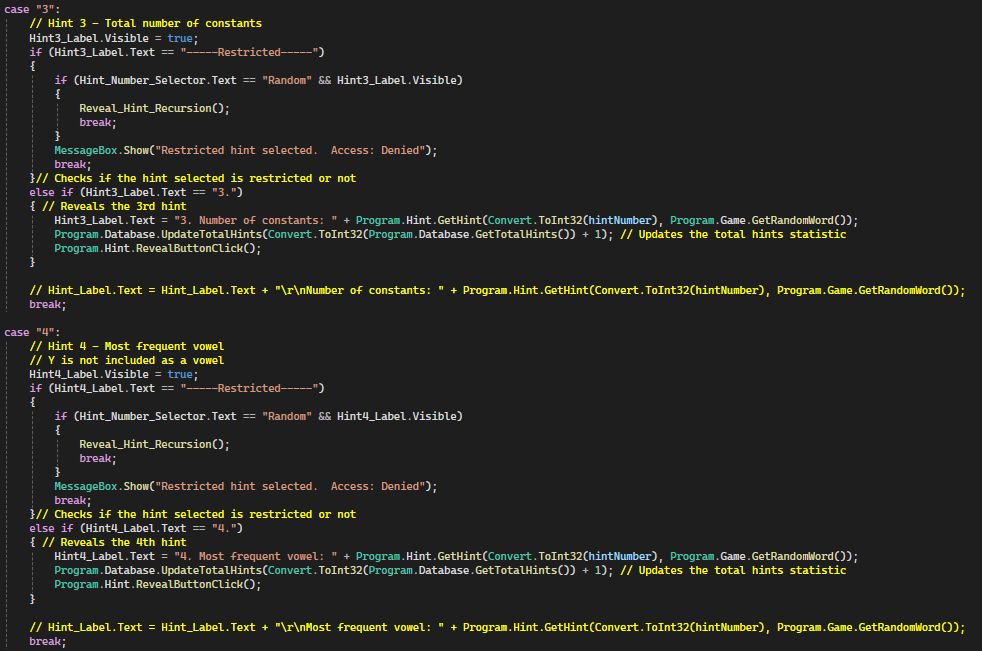 case "3":
// Hint 3 - Total number of constants
Hint3_Label.Visible = true;
if (Hint3_Label.Text == "-----Restricted-----")
{
if (Hint_Number_Selector.Text == "Random" && Hint3_Label.Visible)
{
Reveal_Hint_Recursion();
break;
}
MessageBox.Show("Restricted hint selected.  Access: Denied");
break;
}// Checks if the hint selected is restricted or not
else if (Hint3_Label.Text == "3.")
{ // Reveals the 3rd hint
Hint3_Label.Text = "3. Number of constants: " + Program.Hint.GetHint(Convert.ToInt32(hintNumber), Program.Game.GetRandomWord());
Program.Database.UpdateTotalHints(Convert.ToInt32(Program.Database.GetTotalHints()) + 1); // Updates the total hints statistic
Program.Hint.RevealButtonClick();
}
// Hint_Label.Text = Hint_Label.Text + "\r\nNumber of constants: " + Program.Hint.GetHint(Convert.ToInt32(hintNumber), Program.Game.GetRandomWord());
break;
case "4":
// Hint 4 - Most frequent vowel
// Y is not included as a vowel
Hint4_Label.Visible = true;
if (Hint4_Label.Text == "-----Restricted-----")
{
if (Hint_Number_Selector.Text == "Random" && Hint4_Label.Visible)
{
Reveal_Hint_Recursion();
break;
}
MessageBox.Show("Restricted hint selected.  Access: Denied");
break;
}// Checks if the hint selected is restricted or not
else if (Hint4_Label.Text == "4.")
{ // Reveals the 4th hint
Hint4_Label.Text = "4. Most frequent vowel: " + Program.Hint.GetHint(Convert.ToInt32(hintNumber), Program.Game.GetRandomWord());
Program.Database.UpdateTotalHints(Convert.ToInt32(Program.Database.GetTotalHints()) + 1); // Updates the total hints statistic
Program.Hint.RevealButtonClick();
}
// Hint_Label.Text = Hint_Label.Text + "\r\nMost frequent vowel: " + Program.Hint.GetHint(Convert.ToInt32(hintNumber), Program.Game.GetRandomWord());
break;